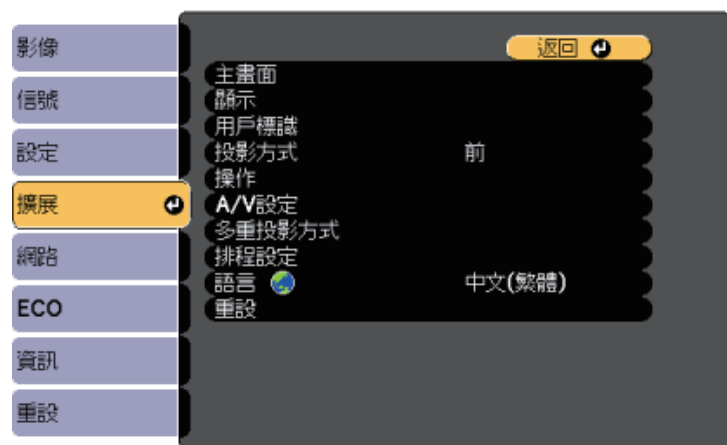 影像
信號
設定
擴展
網路
ECO
資訊
重設
返回
主畫面
顯示
用戶標識
投影方式 前
操作
A/V設定
多重投影方式
排程設定
語言 中文(繁體)
重設